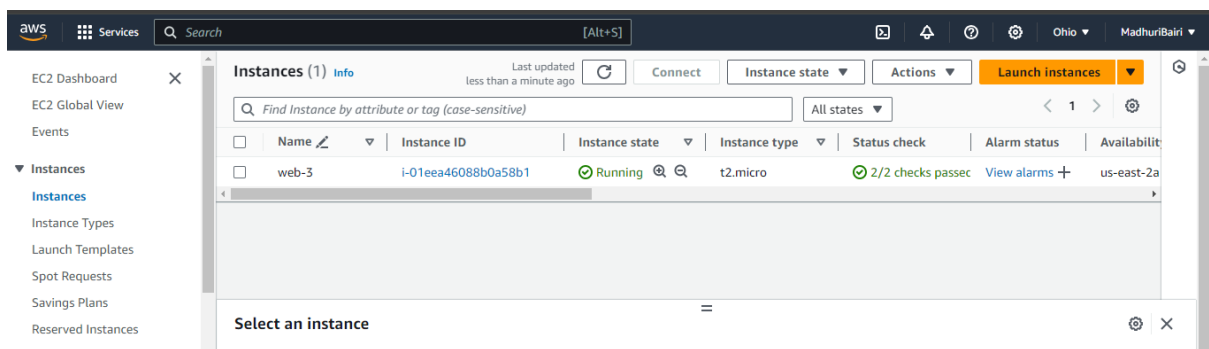 aws Services Search [Alt+S] Ohio MadhuriBairi
EC2 Dashboard
EC2 Global View
Events
Instances
Instances
Instance Types
Launch Templates
Spot Requests
Savings Plans
Reserved Instances
Instances (1) Info
Last updated
less than a minute ago
Connect Instance state Actions Launch instances
Find Instance by attribute or tag (case-sensitive) All states 1
Name Instance ID Instance state Instance type Status check Alarm status Availabilit
web-3 i-01eea46088b0a58b1 Running t2.micro 2/2 checks passec View alarms us-east-2a
Select an instance